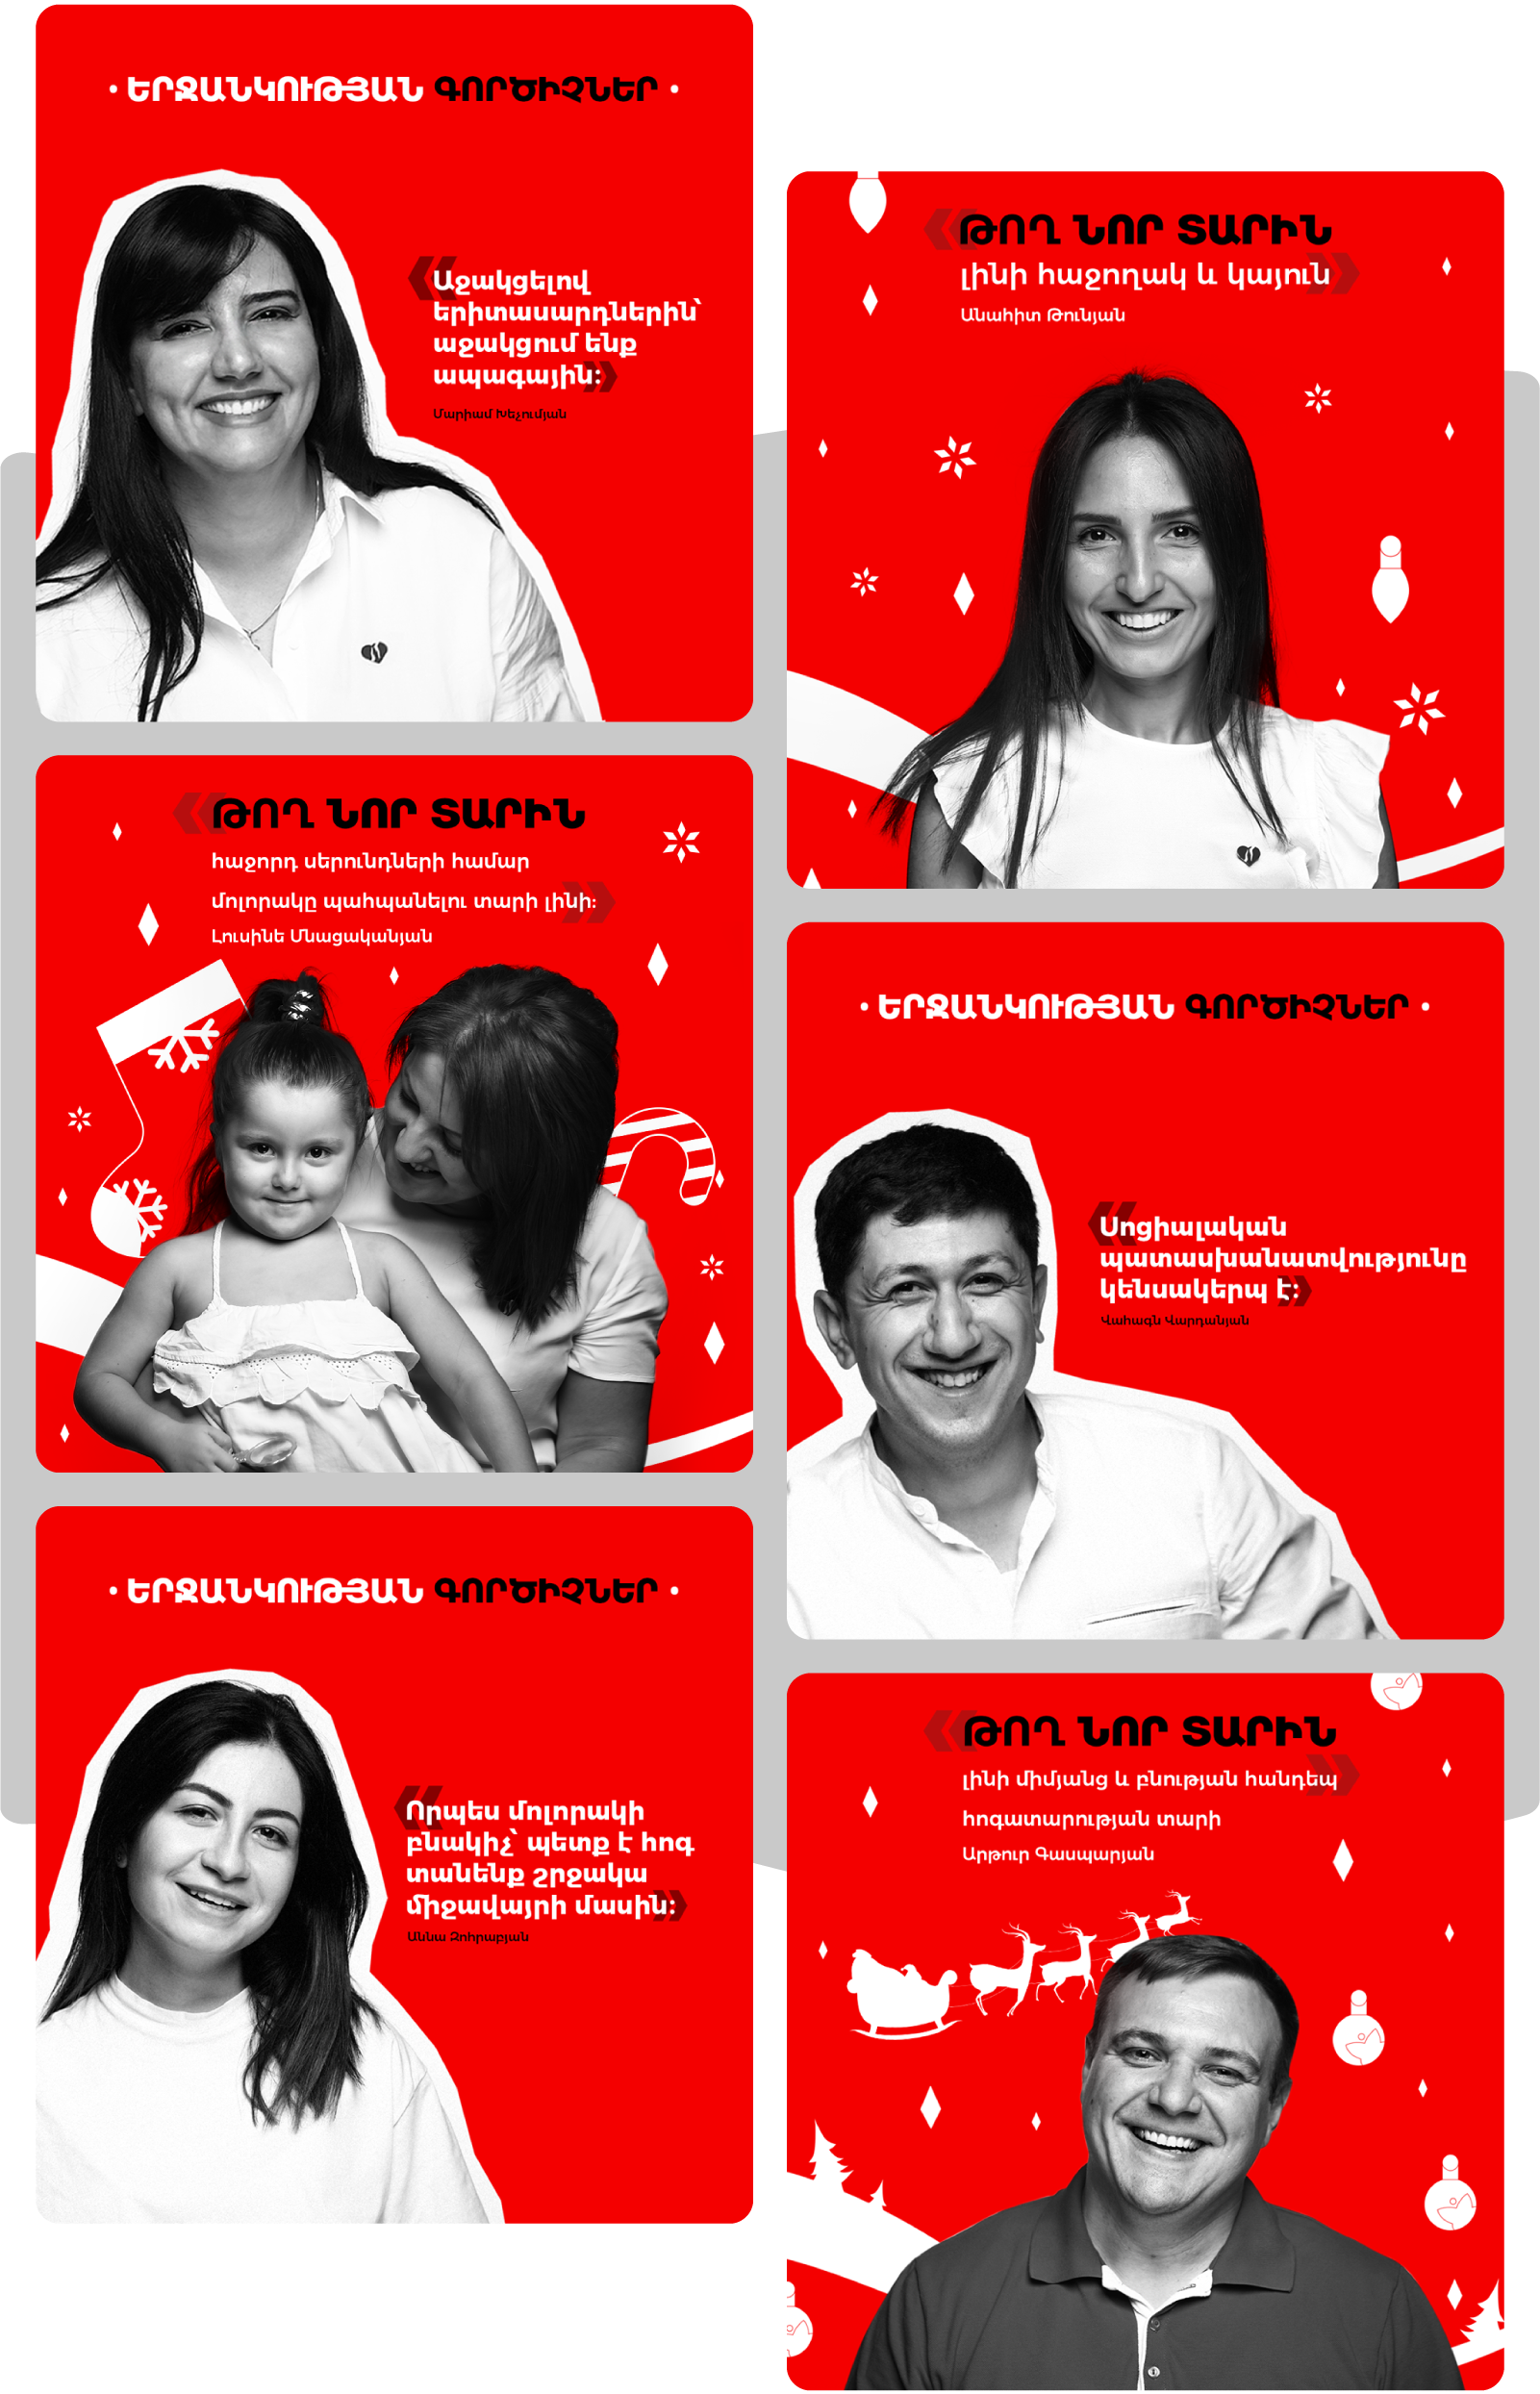 • ԵՐՋԱՆԿՈՒԹՅԱՆ ԳՈՐԾԻՉՆԵՐ •
«Աջակցելով
երիտասարդներին՝
աջակցում ենք
ապագային։»
Մարիամ Խեչումյան
«ԹՈՂ ՆՈՐ ՏԱՐԻՆ
հաջորդ սերունդների համար
մոլորակը պահպանելու տարի լինի։»
Լուսինե Մնացականյան
• ԵՐՋԱՆԿՈՒԹՅԱՆ ԳՈՐԾԻՉՆԵՐ •
«Որպես մոլորակի
բնակիչ՝ պետք է հոգ
տանենք շրջակա
միջավայրի մասին։»
Աննա Զոհրաբյան
«ԹՈՂ ՆՈՐ ՏԱՐԻՆ
լինի հաջողակ և կայուն»
Անահիտ Թունյան
• ԵՐՋԱՆԿՈՒԹՅԱՆ ԳՈՐԾԻՉՆԵՐ •
«Սոցիալական
պատասխանատվությունը
կենսակերպ է։»
Վահագն Վարդանյան
«ԹՈՂ ՆՈՐ ՏԱՐԻՆ
լինի միմյանց և բնության հանդեպ»
հոգատարության տարի
Արթուր Գասպարյան